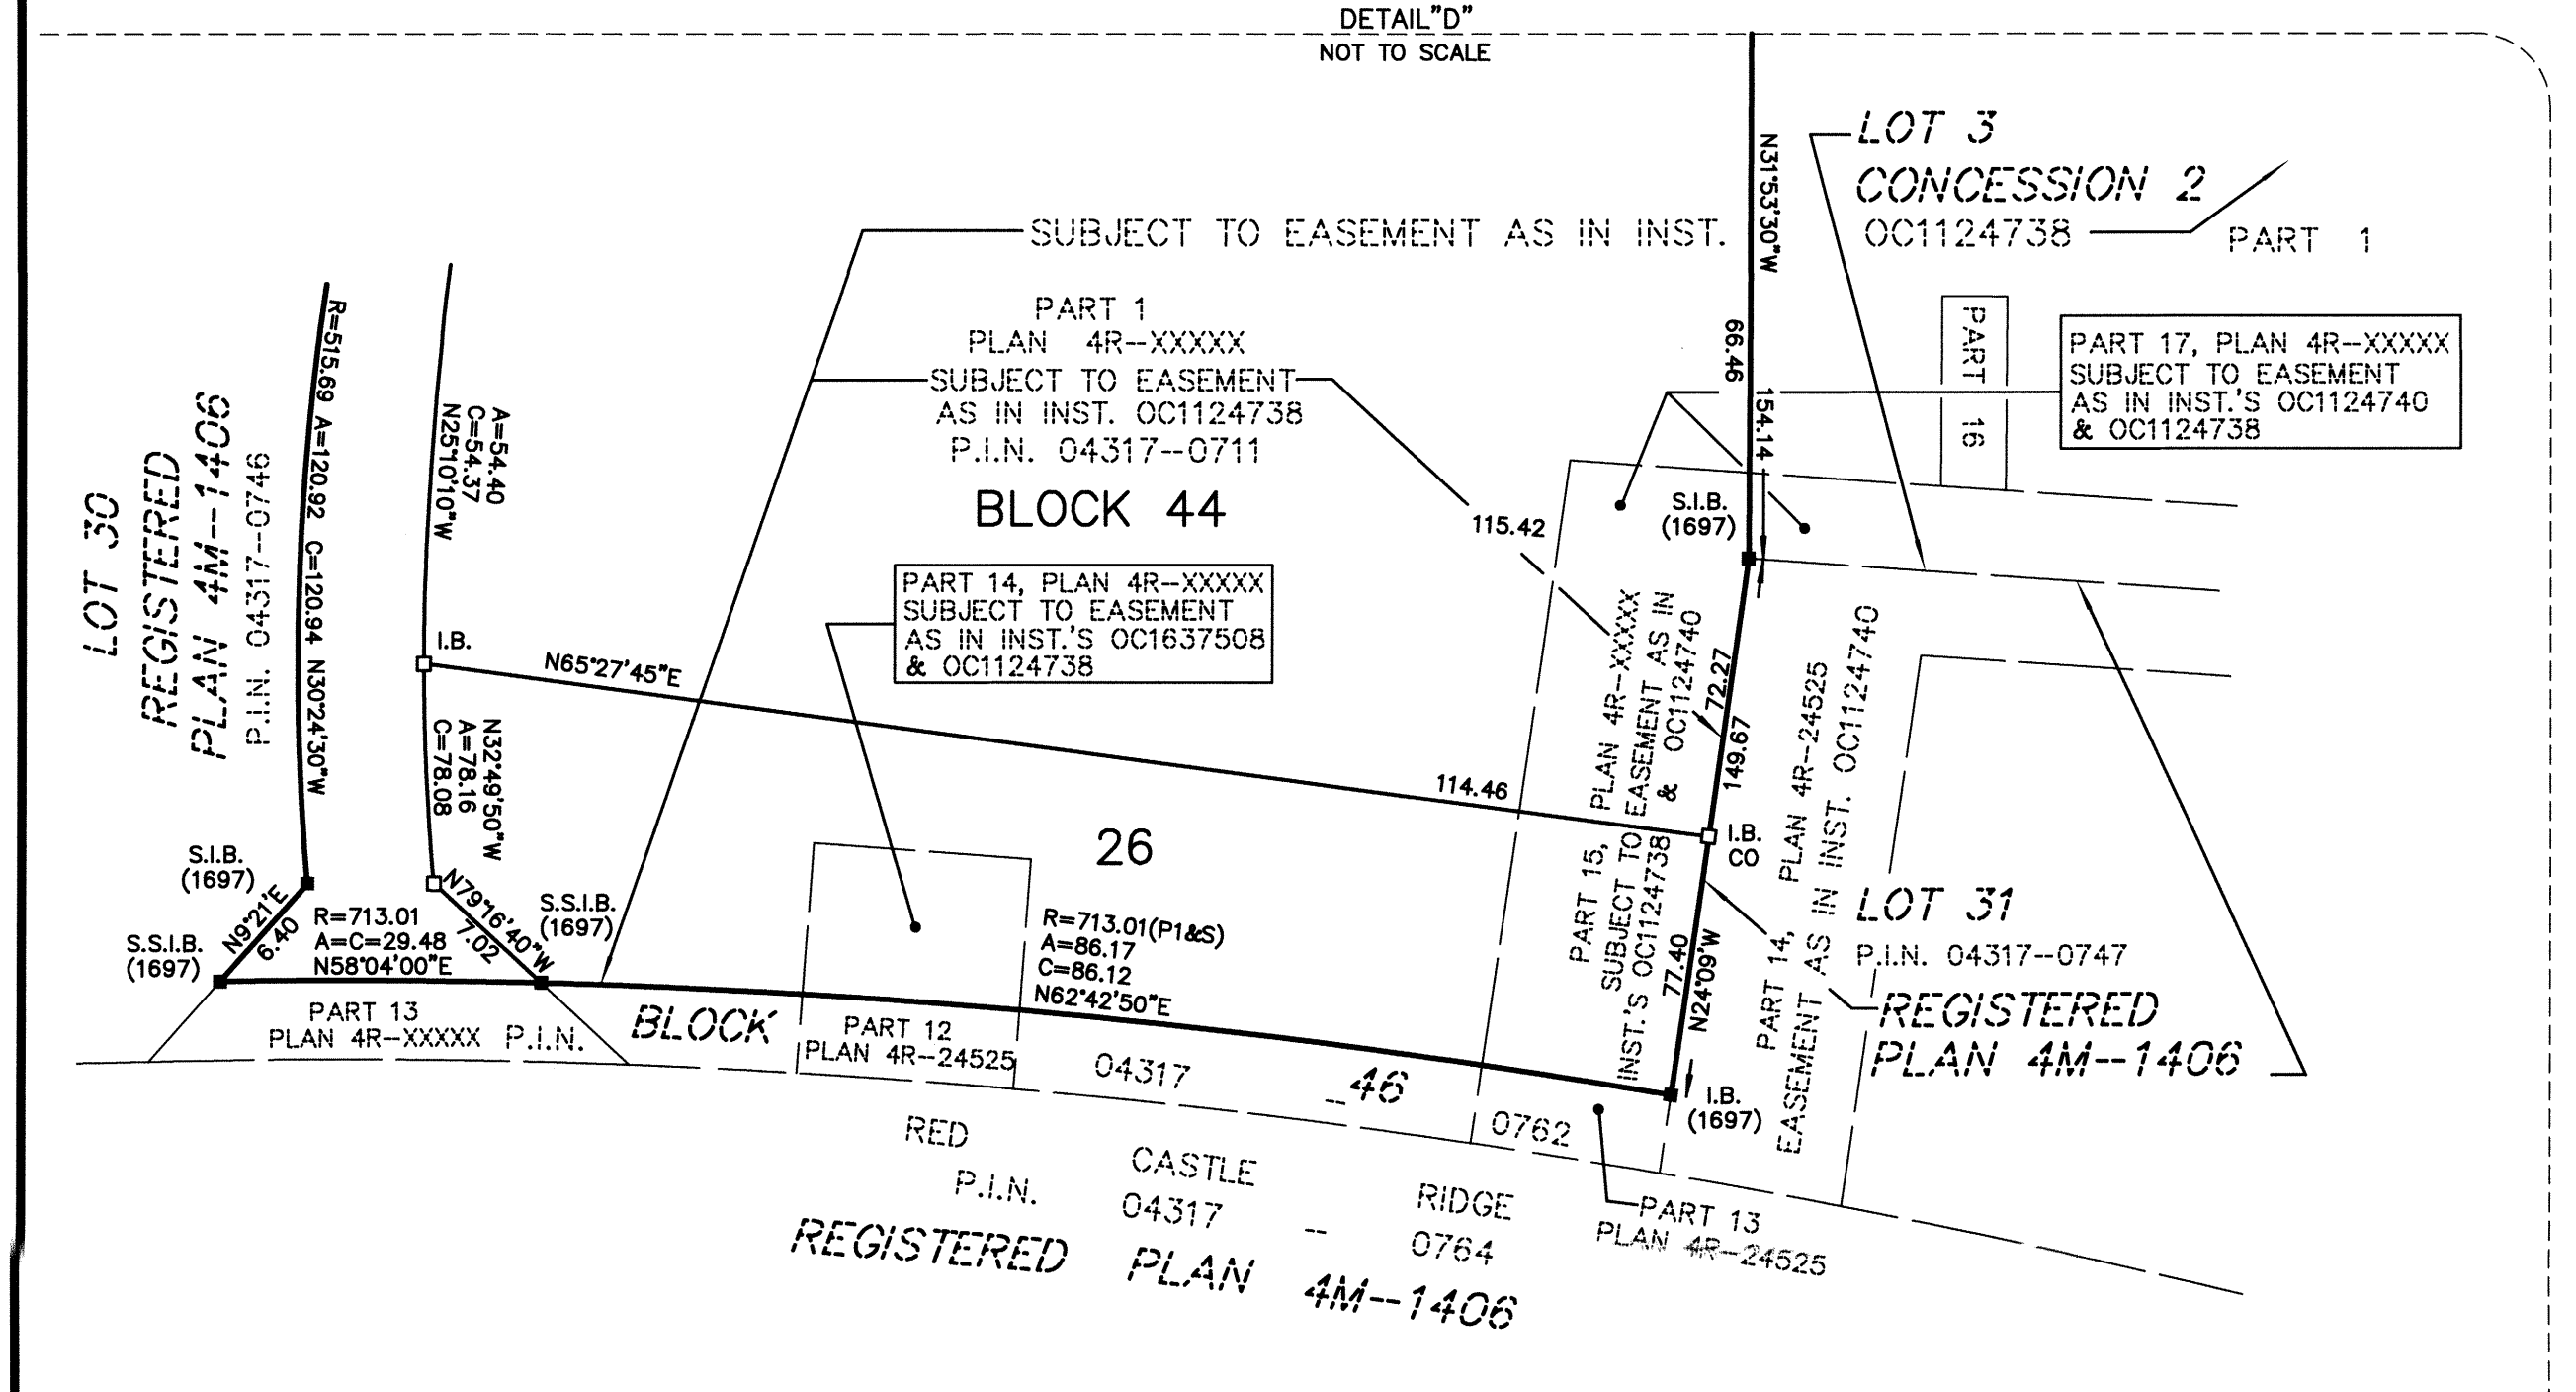 DETAIL"D"
NOT TO SCALE
LOT 3
CONCESSION 2
OC1124738
PART 1
SUBJECT TO EASEMENT AS IN INST.
N31°53'30"W
66.46
154.14
PART 1
PLAN 4R--XXXXX
SUBJECT TO EASEMENT
AS IN INST. OC1124738
P.I.N. 04317--0711
BLOCK 44
115.42
PART 16
PART 17, PLAN 4R--XXXXX
SUBJECT TO EASEMENT
AS IN INST.'S OC1124740
& OC1124738
S.I.B.
(1697)
LOT 30
REGISTERED
PLAN 4M--1406
P.I.N. 04317--0746
R=515.69 A=120.92 C=120.94 N30°24'30"W
A=54.40
C=54.37
N25°10'10"W
I.B.
N65°27'45"E
114.46
PART 14, PLAN 4R--XXXXX
SUBJECT TO EASEMENT
AS IN INST.'S OC1637508
& OC1124738
N32°49'50"W
A=78.16
C=78.08
26
S.I.B.
(1697)
N9°21'E
6.40
S.S.I.B.
(1697)
R=713.01
A=C=29.48
N58°04'00"E
N79°16'40"W
7.02
S.S.I.B.
(1697)
R=713.01(P1&S)
A=86.17
C=86.12
N62°42'50"E
PART 15, PLAN 4R--XXXXX
SUBJECT TO EASEMENT AS IN
INST.'S OC1124738 & OC1124740
72.27
149.67
I.B.
CO
77.40
N24°09'W
PART 14, PLAN 4R--24525
EASEMENT AS IN INST. OC1124740
LOT 31
P.I.N. 04317--0747
REGISTERED
PLAN 4M--1406
I.B.
(1697)
PART 13
PLAN 4R--XXXXX
P.I.N.
BLOCK
PART 12
PLAN 4R--24525
04317
--
46
0762
RED CASTLE RIDGE
P.I.N. 04317 -- 0764
REGISTERED PLAN 4M--1406
PART 13
PLAN 4R--24525